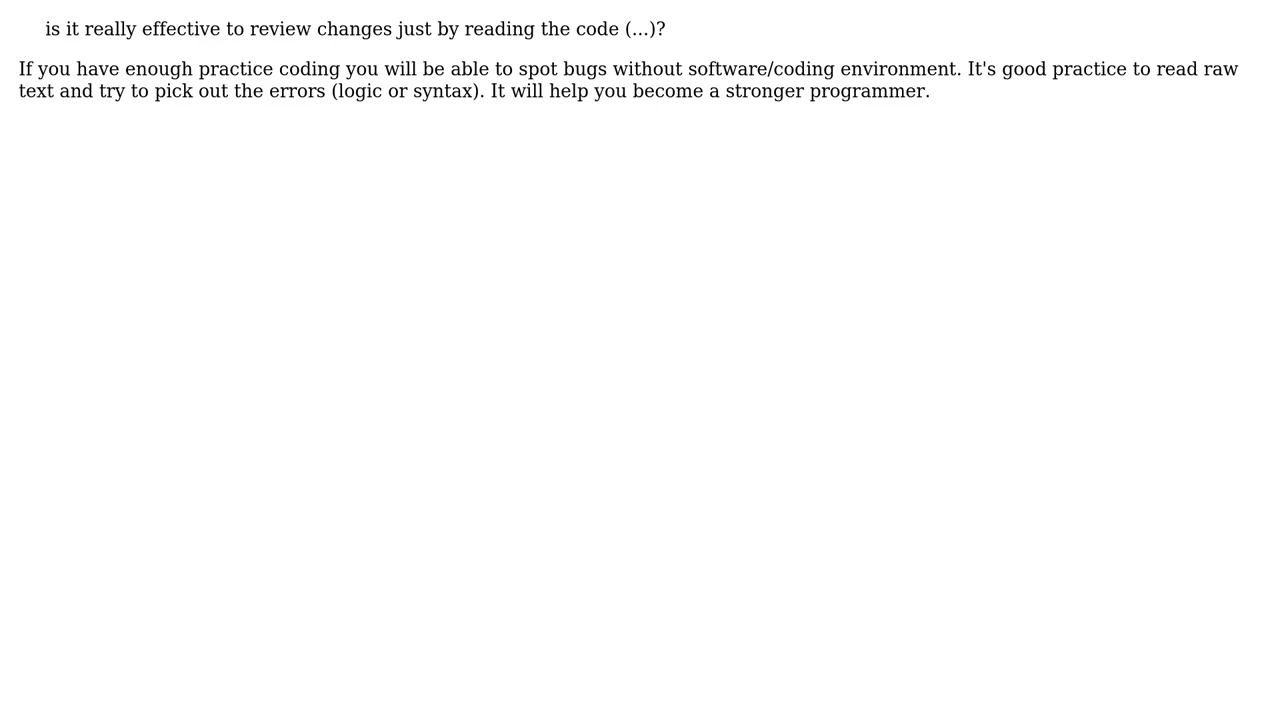 is it really effective to review changes just by reading the code (...)?
If you have enough practice coding you will be able to spot bugs without software/coding environment. It's good practice to read raw
text and try to pick out the errors (logic or syntax). It will help you become a stronger programmer.